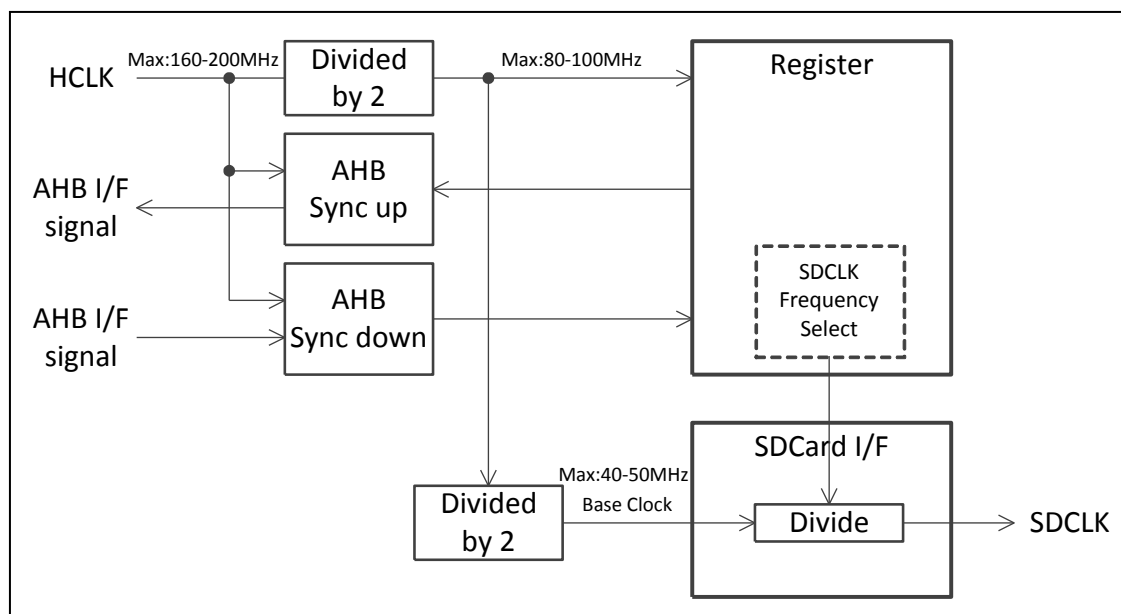 Max:160-200MHz
HCLK
Divided
by 2
Max:80-100MHz
Register
AHB I/F
signal
AHB
Sync up
AHB I/F
signal
AHB
Sync down
SDCLK
Frequency
Select
SDCard I/F
Max:40-50MHz
Base Clock
Divided
by 2
Divide
SDCLK